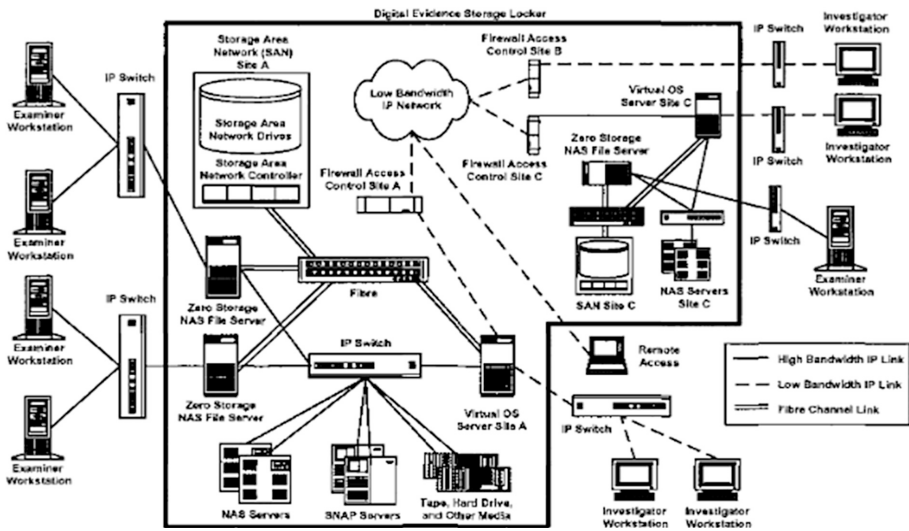 Digital Evidence Storage Locker
Examiner
Workstation
IP Switch
Examiner
Workstation
Examiner
Workstation
IP Switch
Examiner
Workstation
Storage Area
Network (SAN)
Site A
Storage Area
Network Drives
Storage Area
Network Controller
Low Bandwidth
IP Network
Firewall Access
Control Site B
Firewall Access
Control Site C
Firewall Access
Control Site A
Virtual OS
Server Site C
Zero Storage
NAS File Server
SAN Site C
NAS Servers
Site C
IP Switch
Investigator
Workstation
IP Switch
Investigator
Workstation
IP Switch
Examiner
Workstation
Fibre
Zero Storage
NAS File Server
Zero Storage
NAS File Server
IP Switch
Virtual OS
Server Site A
NAS Servers
SNAP Servers
Tape, Hard Drive,
and Other Media
Remote
Access
IP Switch
Investigator
Workstation
Investigator
Workstation
High Bandwidth IP Link
Low Bandwidth IP Link
Fibre Channel Link